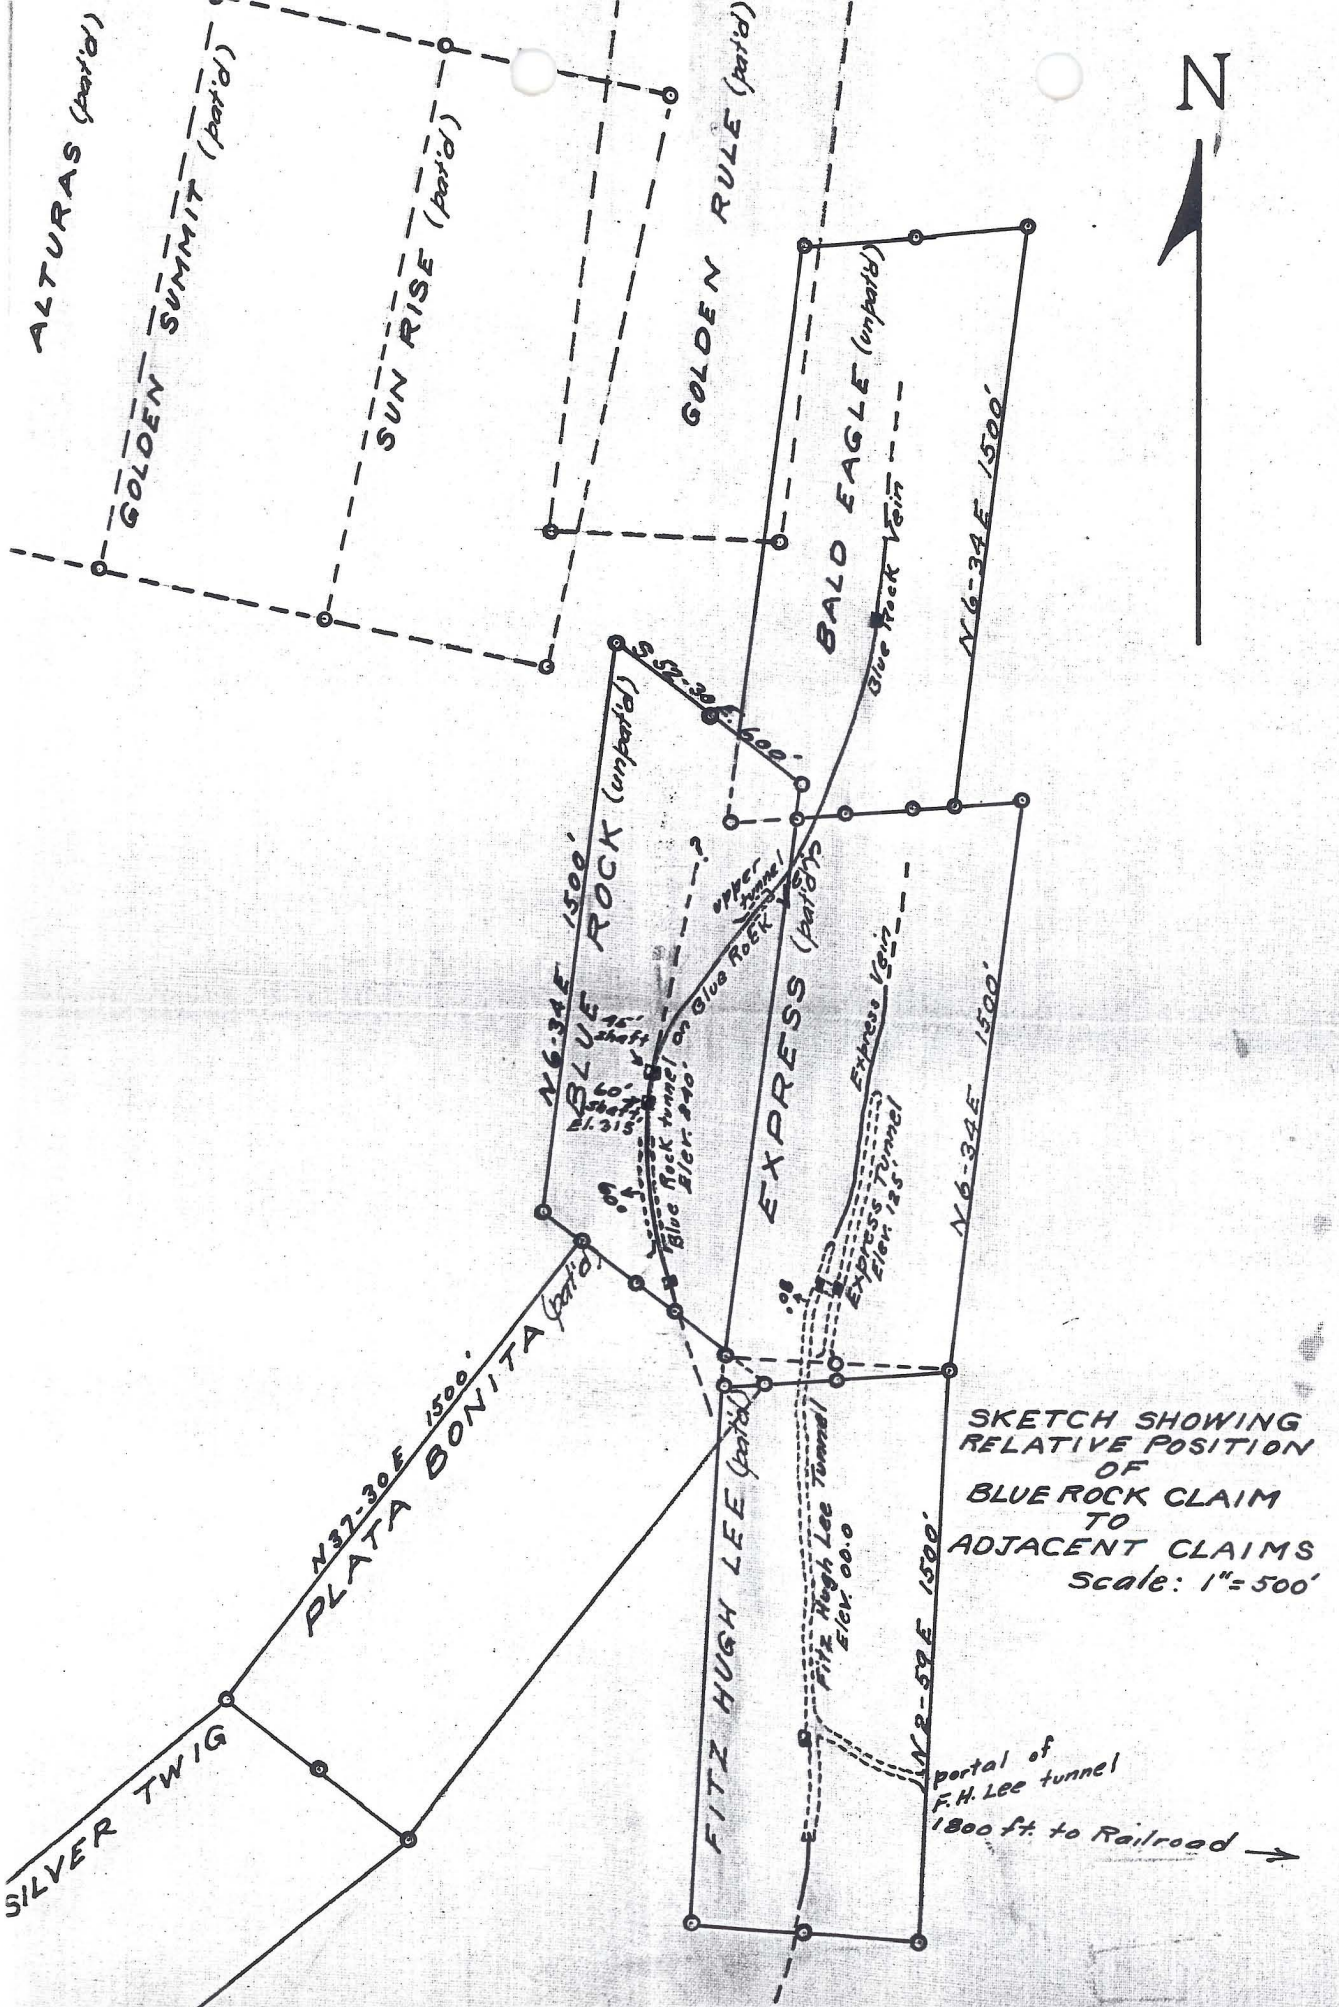 N
ALTURAS (pat'd)
GOLDEN SUMMIT (pat'd)
SUN RISE (pat'd)
GOLDEN RULE (pat'd)
BALD EAGLE (unpat'd)
Blue Rock Vein
N 6-34 E 1500'
S 52-30 E
600'
BLUE ROCK (unpat'd)
N 6-34 E 1500'
?
upper
tunnel
on Blue Rock Vein
45'
shaft
60'
shaft
El. 315'
60°
Blue Rock tunnel
Elev. 240'
EXPRESS (pat'd)
Express Vein
Express Tunnel
Elev. 125'
80°
N 6-34 E 1500'
PLATA BONITA (pat'd)
N 37-30 E 1500'
SILVER TWIG
FITZ HUGH LEE (pat'd)
Fitz Hugh Lee Tunnel
Elev. 00.0
N 2-59 E 1500'
SKETCH SHOWING
RELATIVE POSITION
OF
BLUE ROCK CLAIM
TO
ADJACENT CLAIMS
Scale: 1"=500'
portal of
F.H. Lee tunnel
1800 ft. to Railroad